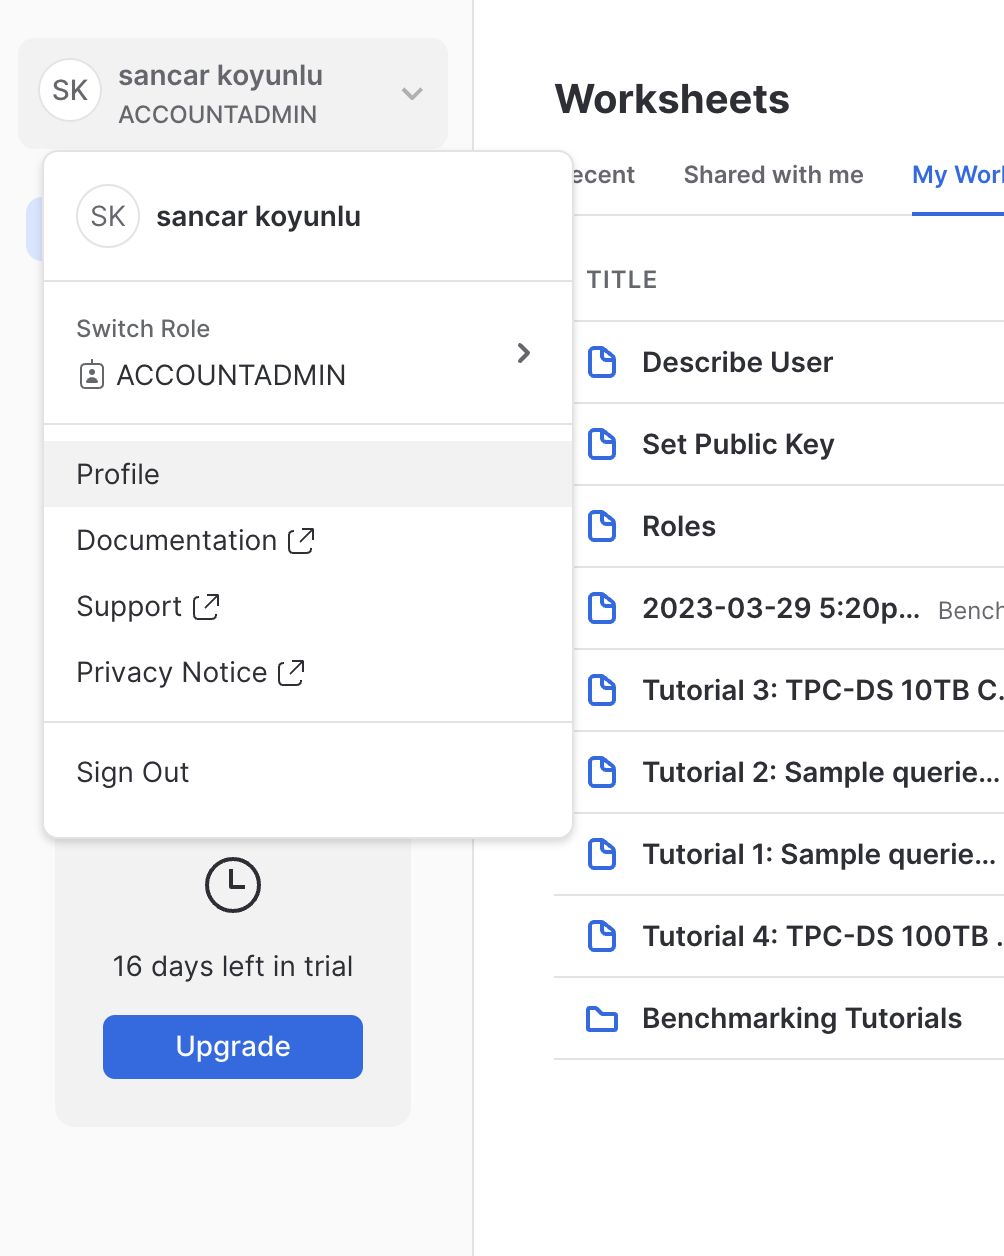 SK
sancar koyunlu
ACCOUNTADMIN
SK
sancar koyunlu
Switch Role
ACCOUNTADMIN
Profile
Documentation
Support
Privacy Notice
Sign Out
16 days left in trial
Upgrade
Worksheets
ecent Shared with me My Wor
TITLE
Describe User
Set Public Key
Roles
2023-03-29 5:20p... Bench
Tutorial 3: TPC-DS 10TB C.
Tutorial 2: Sample querie...
Tutorial 1: Sample querie...
Tutorial 4: TPC-DS 100TB .
Benchmarking Tutorials